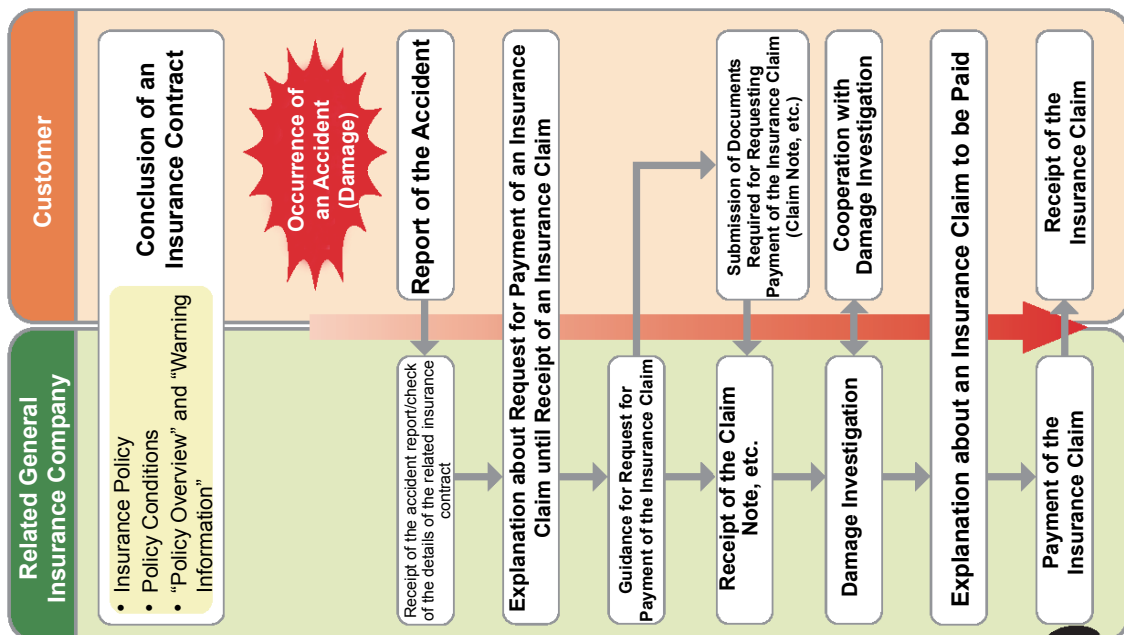 Customer
Related General
Insurance Company
Conclusion of an
Insurance Contract
• Insurance Policy
• Policy Conditions
• “Policy Overview” and “Warning
Information”
Occurrence of
an Accident
(Damage)
Report of the Accident
Receipt of the accident report/check
of the details of the related insurance
contract
Explanation about Request for Payment of an Insurance
Claim until Receipt of an Insurance Claim
Guidance for Request for
Payment of the Insurance Claim
Submission of Documents
Required for Requesting
Payment of the Insurance Claim
(Claim Note, etc.)
Receipt of the Claim
Note, etc.
Cooperation with
Damage Investigation
Damage Investigation
Explanation about an Insurance Claim to be Paid
Payment of the
Insurance Claim
Receipt of the
Insurance Claim